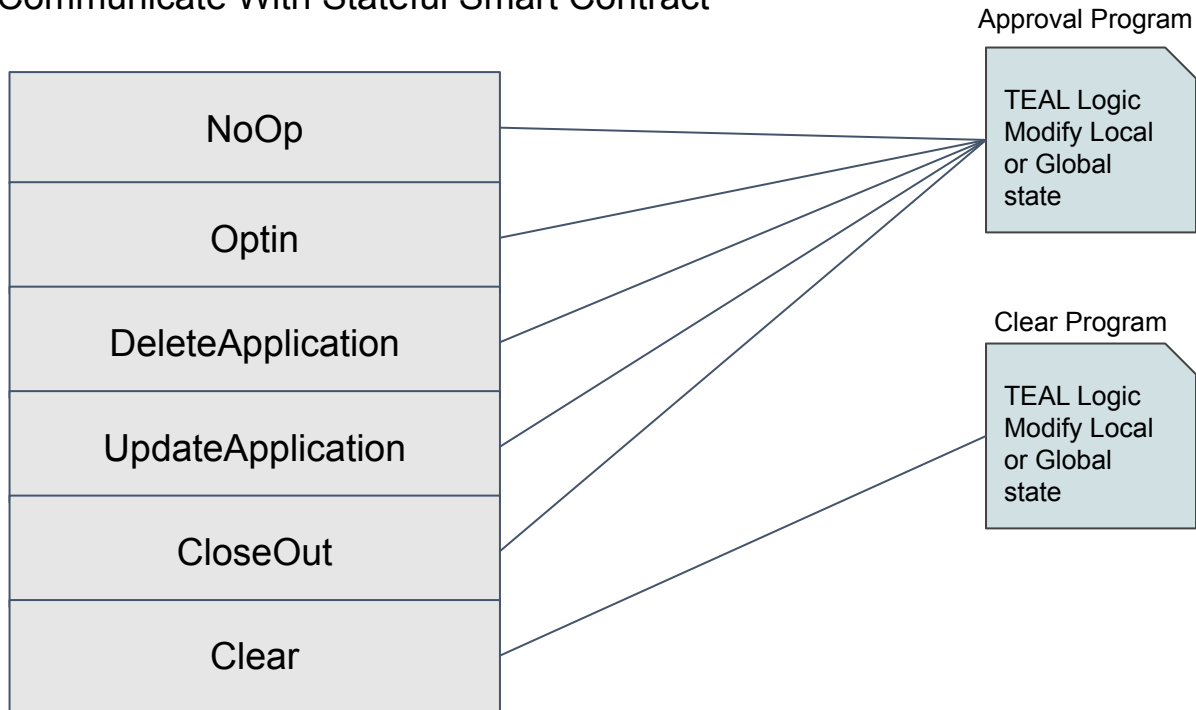 Communicate With Stateful Smart Contract
Approval Program
NoOp
TEAL Logic
Modify Local
or Global
state
Optin
DeleteApplication
Clear Program
UpdateApplication
TEAL Logic
Modify Local
or Global
state
CloseOut
Clear